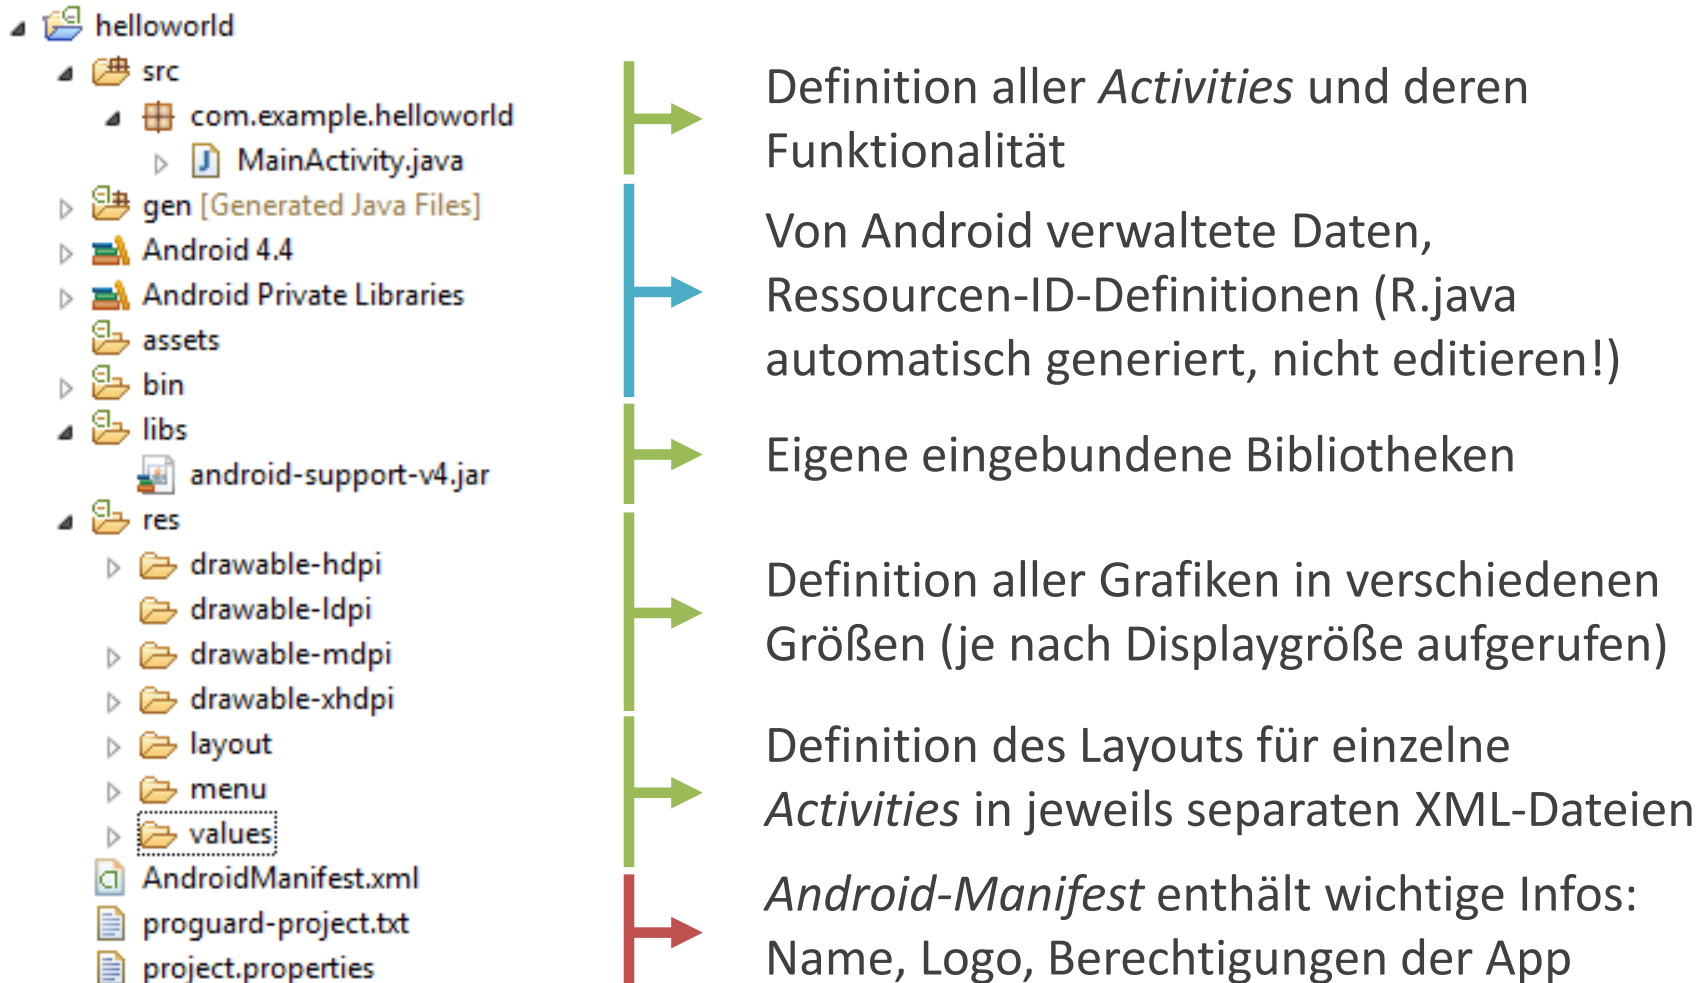 helloworld
src
com.example.helloworld
MainActivity.java
gen [Generated Java Files]
Android 4.4
Android Private Libraries
assets
bin
libs
android-support-v4.jar
res
drawable-hdpi
drawable-ldpi
drawable-mdpi
drawable-xhdpi
layout
menu
values
AndroidManifest.xml
proguard-project.txt
project.properties
Definition aller Activities und deren
Funktionalität
Von Android verwaltete Daten,
Ressourcen-ID-Definitionen (R.java
automatisch generiert, nicht editieren!)
Eigene eingebundene Bibliotheken
Definition aller Grafiken in verschiedenen
Größen (je nach Displaygröße aufgerufen)
Definition des Layouts für einzelne
Activities in jeweils separaten XML-Dateien
Android-Manifest enthält wichtige Infos:
Name, Logo, Berechtigungen der App